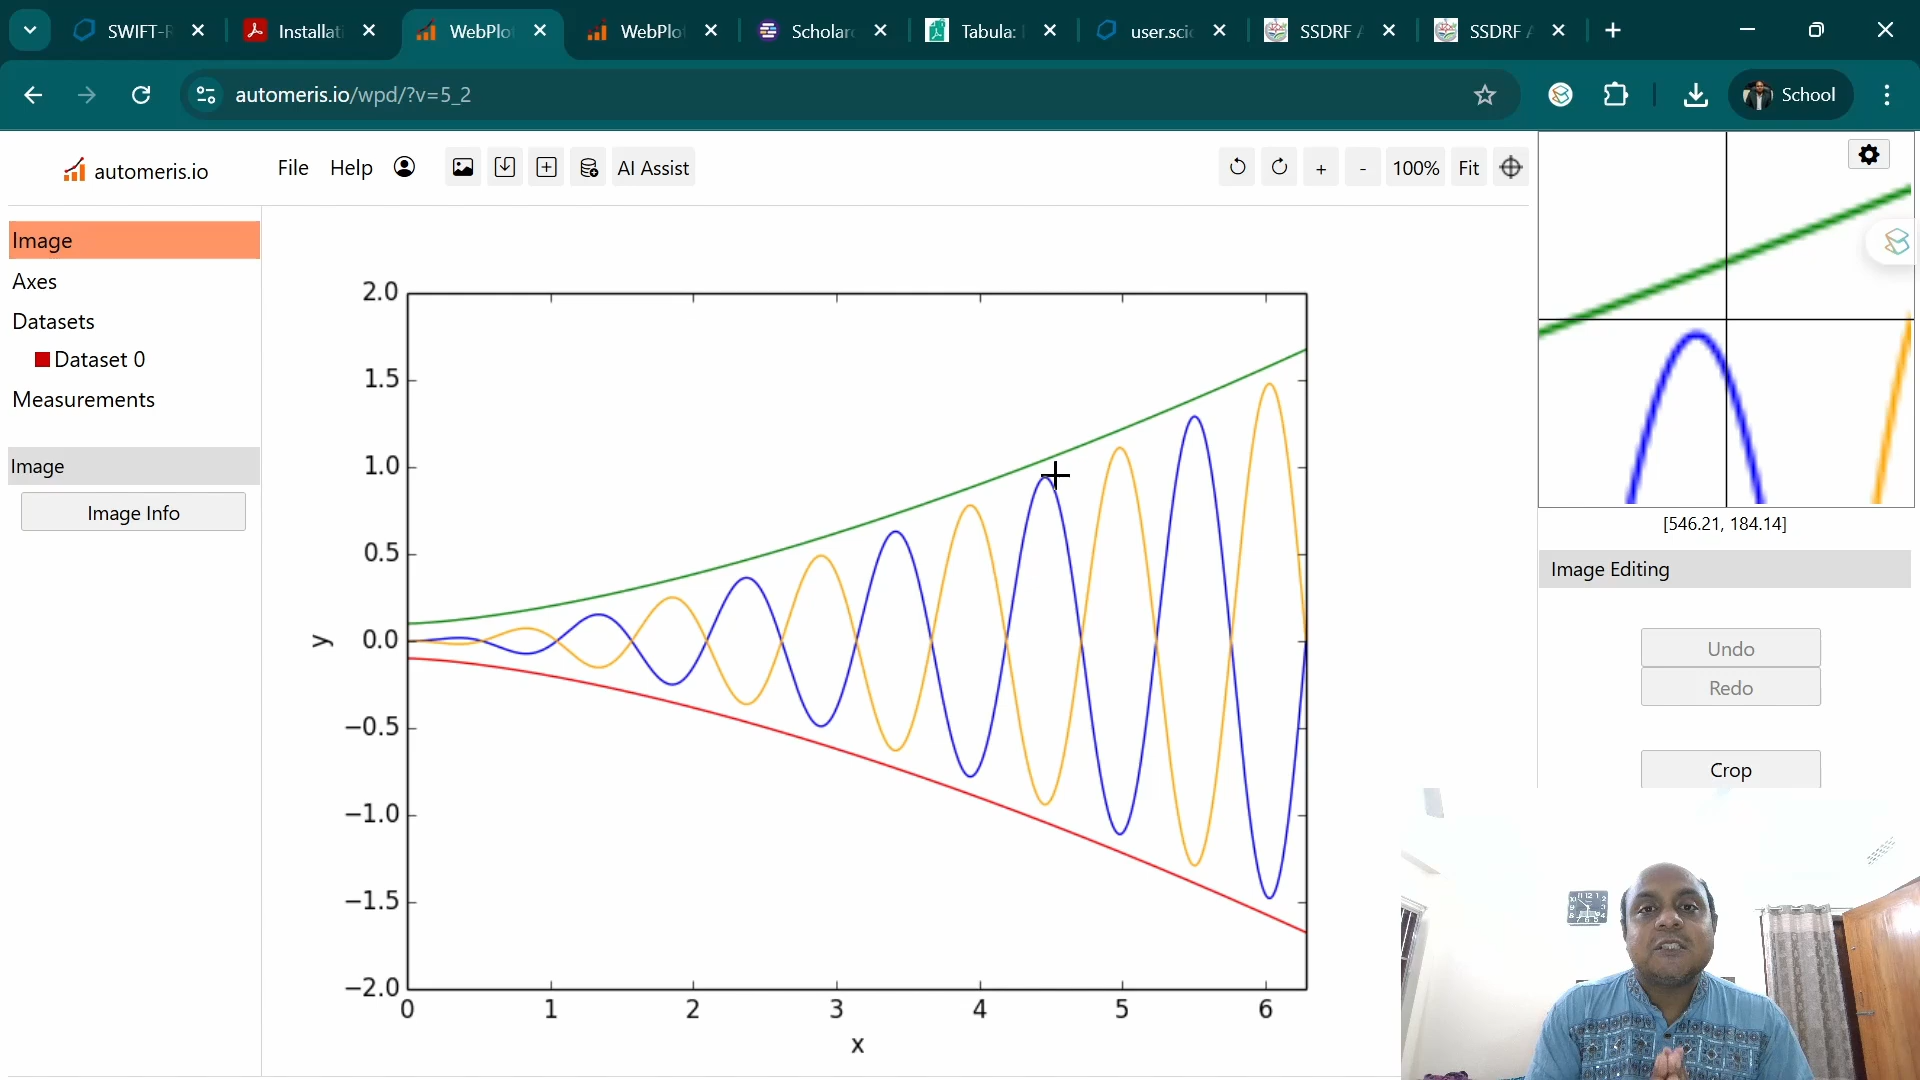 SWIFT-R
Installati
WebPlot
WebPlot
Scholar
Tabula:
user.sci
SSDRF
SSDRF
automeris.io/wpd/?v=5_2
School
automeris.io
File
Help
AI Assist
+
-
100%
Fit
Image
Axes
Datasets
Dataset 0
Measurements
Image
Image Info
2.0
1.5
1.0
0.5
0.0
−0.5
−1.0
−1.5
−2.0
y
0 1 2 3 4 5 6
x
[546.21, 184.14]
Image Editing
Undo
Redo
Crop